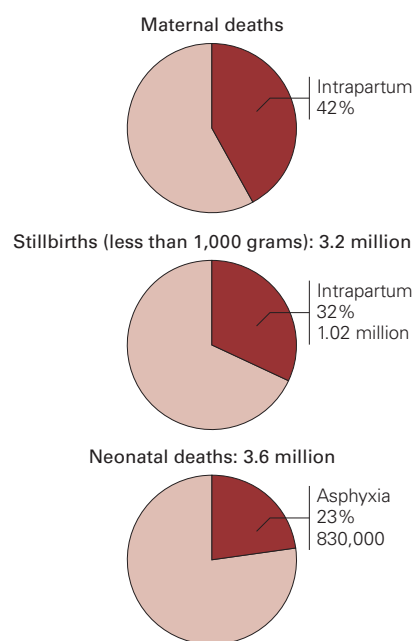 Maternal deaths
Intrapartum
42%
Stillbirths (less than 1,000 grams): 3.2 million
Intrapartum
32%
1.02 million
Neonatal deaths: 3.6 million
Asphyxia
23%
830,000